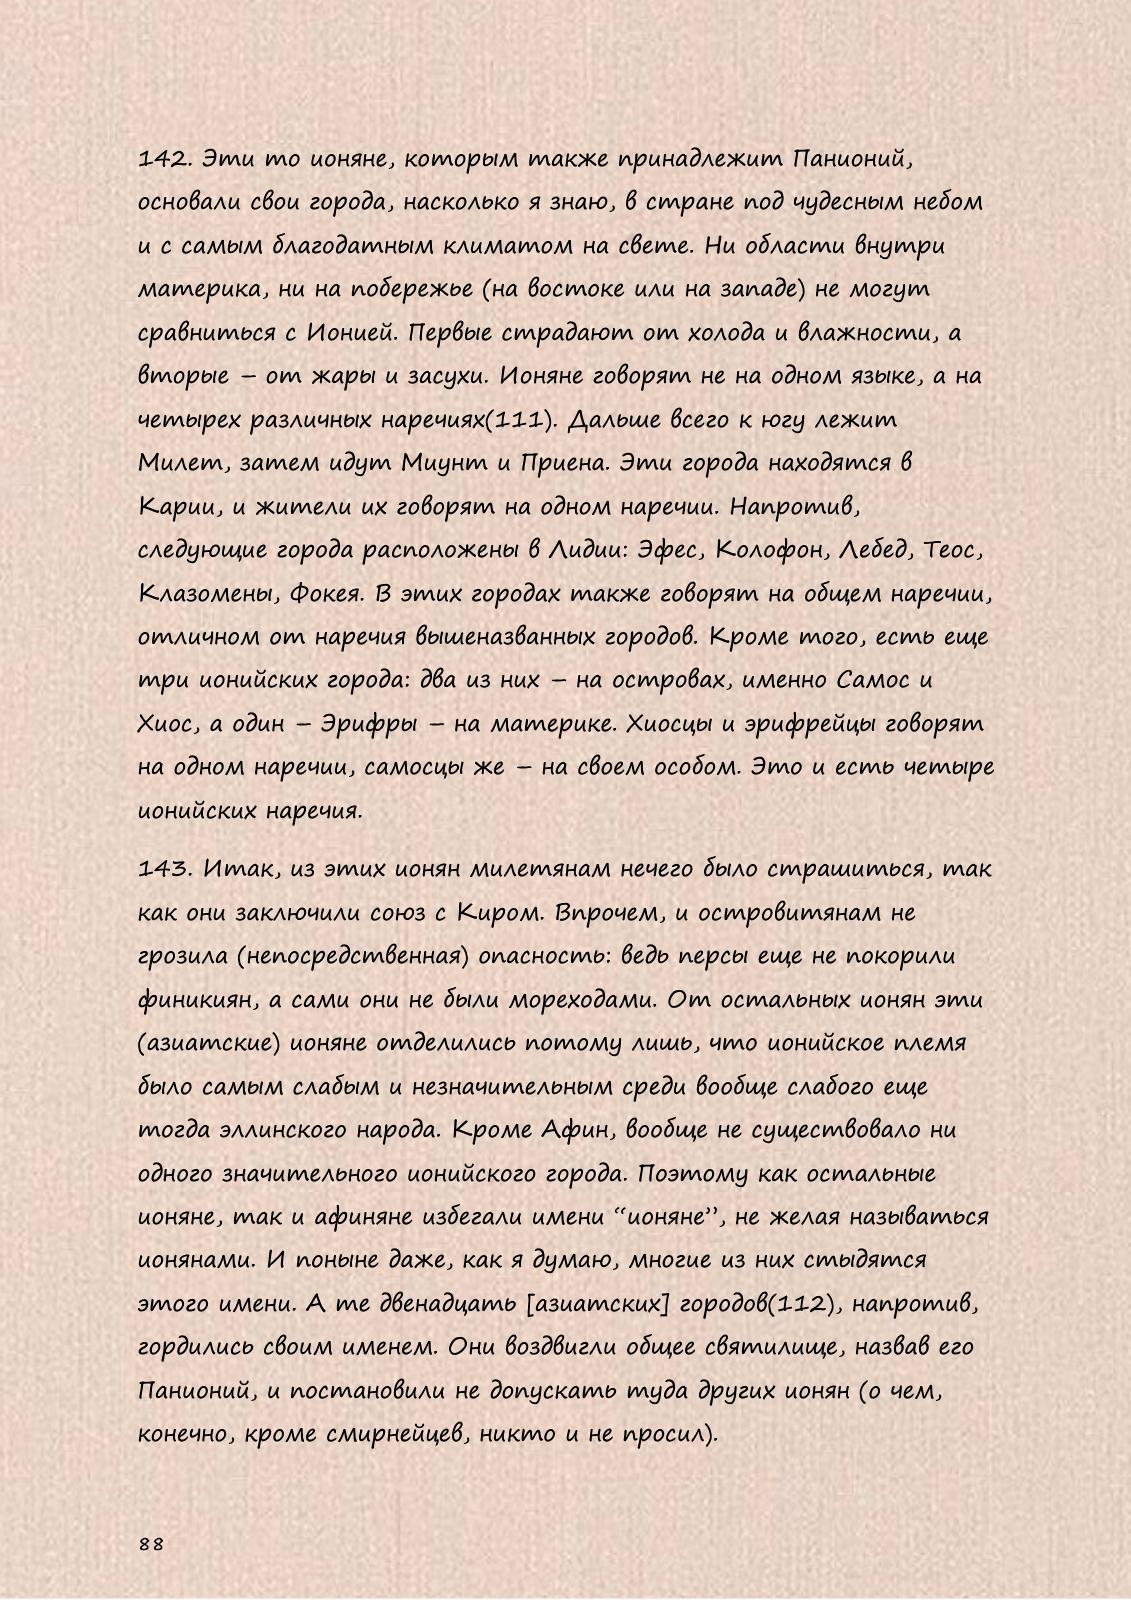 142. Эти то ионяне, которым также принадлежит Панионий,
основали свои города, насколько я знаю, в стране под чудесным небом
и с самым благодатным климатом на свете. Ни области внутри
материка, ни на побережье (на востоке или на западе) не могут
сравниться с Ионией. Первые страдают от холода и влажности, а
вторые – от жары и засухи. Ионяне говорят не на одном языке, а на
четырех различных наречиях(111). Дальше всего к югу лежит
Милет, затем идут Миунт и Приена. Эти города находятся в
Карии, и жители их говорят на одном наречии. Напротив,
следующие города расположены в Лидии: Эфес, Колофон, Лебед, Теос,
Клазомены, Фокея. В этих городах также говорят на общем наречии,
отличном от наречия вышеназванных городов. Кроме того, есть еще
три ионийских города: два из них – на островах, именно Самос и
Хиос, а один – Эрифры – на материке. Хиосцы и эрифрейцы говорят
на одном наречии, самосцы же – на своем особом. Это и есть четыре
ионийских наречия.
143. Итак, из этих ионян милетянам нечего было страшиться, так
как они заключили союз с Киром. Впрочем, и островитянам не
грозила (непосредственная) опасность: ведь персы еще не покорили
финикиян, а сами они не были мореходами. От остальных ионян эти
(азиатские) ионяне отделились потому лишь, что ионийское племя
было самым слабым и незначительным среди вообще слабого еще
тогда эллинского народа. Кроме Афин, вообще не существовало ни
одного значительного ионийского города. Поэтому как остальные
ионяне, так и афиняне избегали имени “ионяне”, не желая называться
ионянами. И поныне даже, как я думаю, многие из них стыдятся
этого имени. А те двенадцать [азиатских] городов(112), напротив,
гордились своим именем. Они воздвигли общее святилище, назвав его
Панионий, и постановили не допускать туда других ионян (о чем,
конечно, кроме смирнейцев, никто и не просил).
88